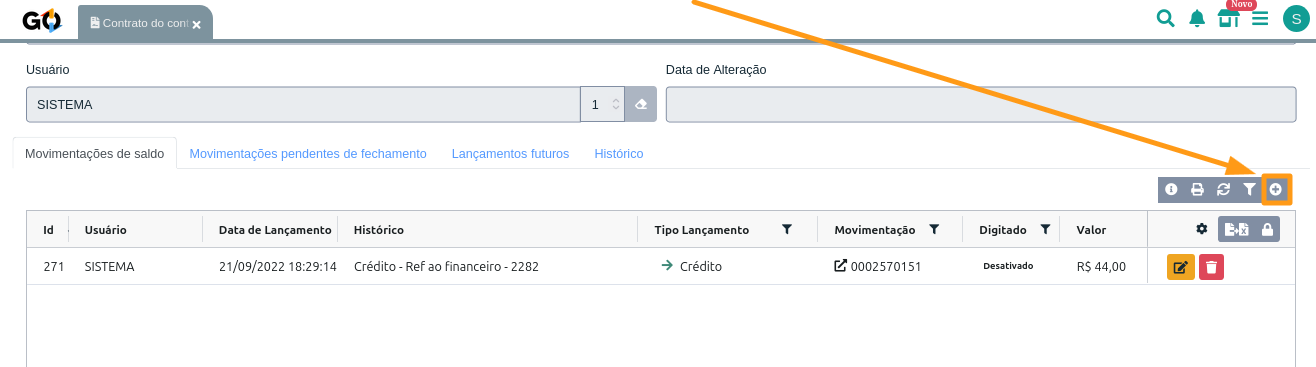 GO
Contrato do con
Novo
S
Usuário
Data de Alteração
SISTEMA
1
Movimentações de saldo
Movimentações pendentes de fechamento
Lançamentos futuros
Histórico
Id Usuário Data de Lançamento Histórico Tipo Lançamento Movimentação Digitado Valor
271 SISTEMA 21/09/2022 18:29:14 Crédito - Ref ao financeiro - 2282 Crédito 0002570151 Desativado R$ 44,00